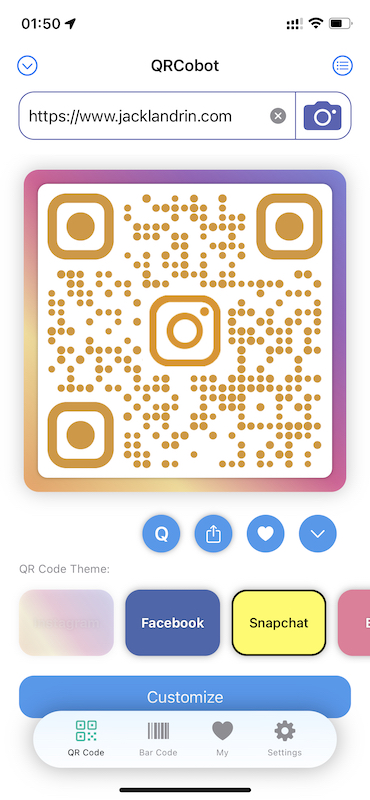 01:50
QRCobot
https://www.jacklandrin.com
Q
QR Code Theme:
Facebook
Snapchat
Customize
QR Code
Bar Code
My
Settings